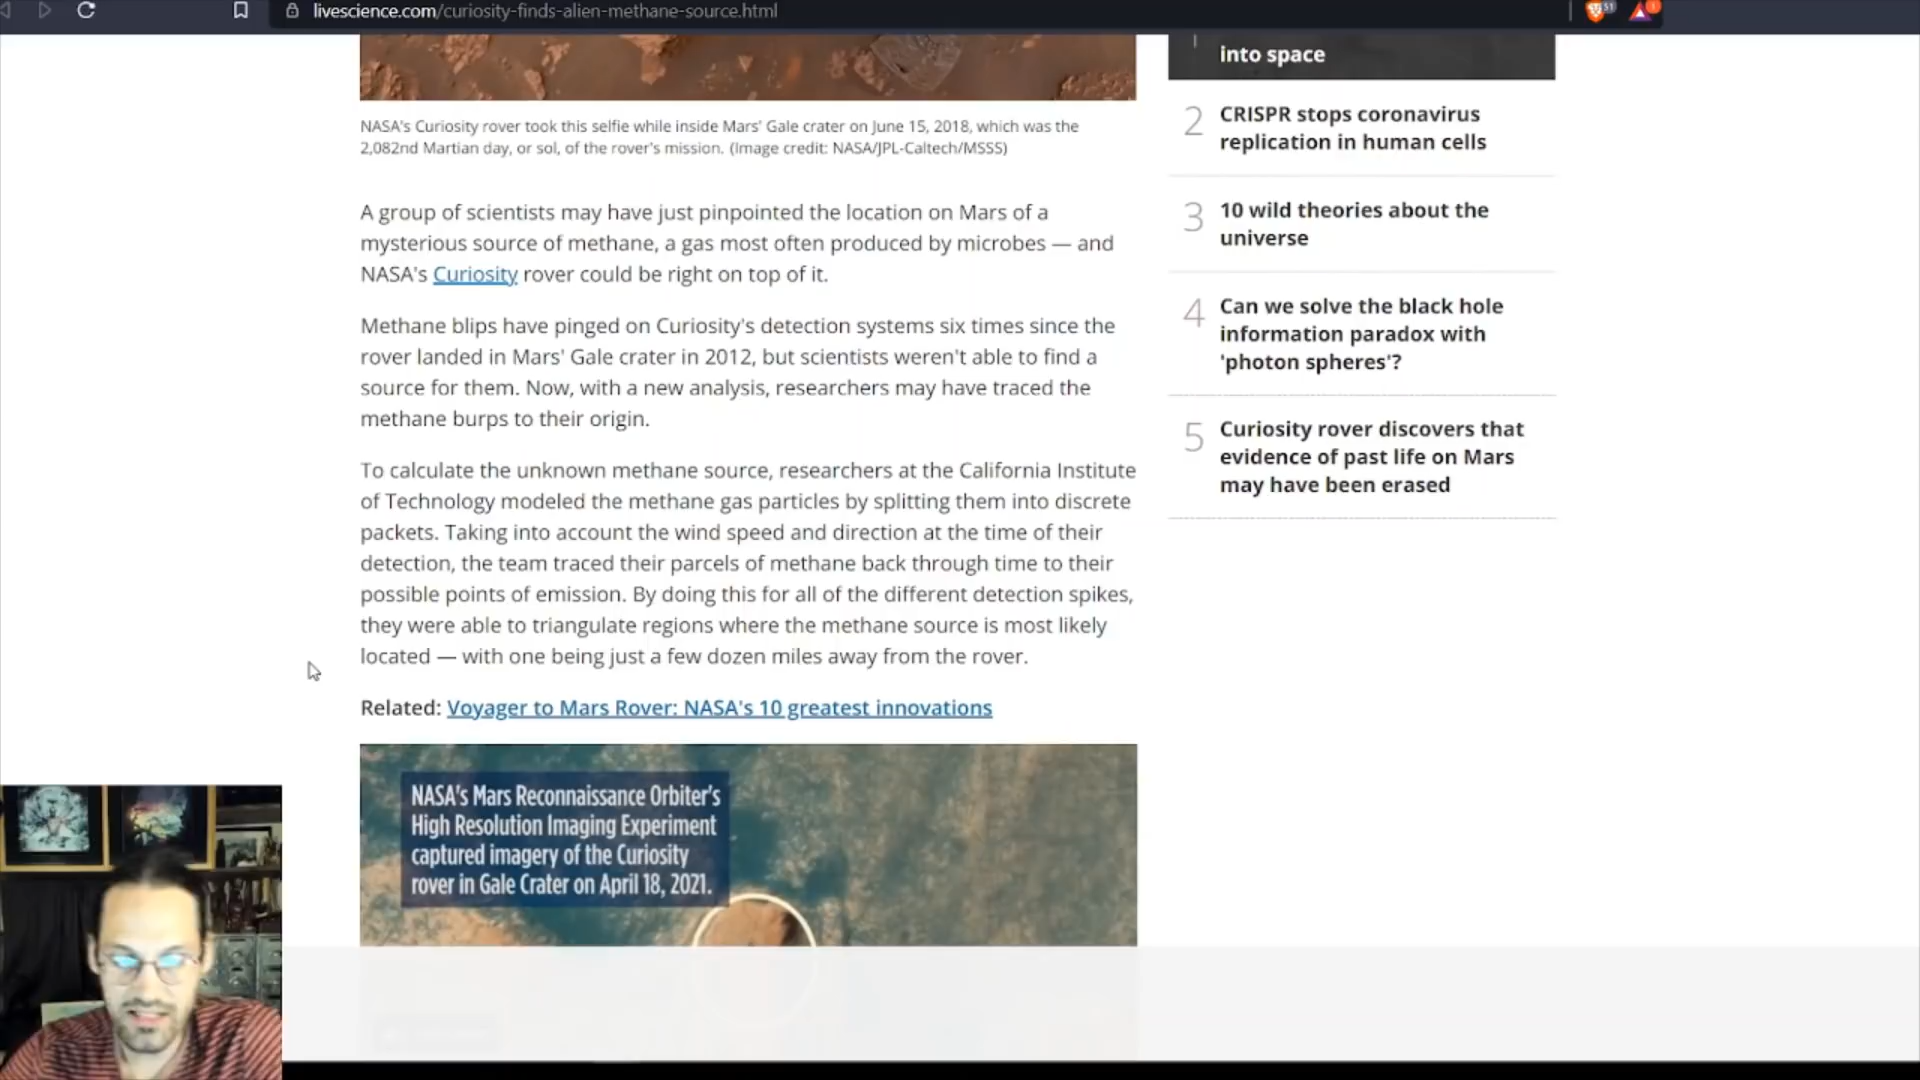 livescience.com/curiosity-finds-alien-methane-source.html
51
1
NASA's Curiosity rover took this selfie while inside Mars' Gale crater on June 15, 2018, which was the
2,082nd Martian day, or sol, of the rover's mission. (Image credit: NASA/JPL-Caltech/MSSS)
A group of scientists may have just pinpointed the location on Mars of a
mysterious source of methane, a gas most often produced by microbes — and
NASA's Curiosity rover could be right on top of it.
Methane blips have pinged on Curiosity's detection systems six times since the
rover landed in Mars' Gale crater in 2012, but scientists weren't able to find a
source for them. Now, with a new analysis, researchers may have traced the
methane burps to their origin.
To calculate the unknown methane source, researchers at the California Institute
of Technology modeled the methane gas particles by splitting them into discrete
packets. Taking into account the wind speed and direction at the time of their
detection, the team traced their parcels of methane back through time to their
possible points of emission. By doing this for all of the different detection spikes,
they were able to triangulate regions where the methane source is most likely
located — with one being just a few dozen miles away from the rover.
Related: Voyager to Mars Rover: NASA's 10 greatest innovations
NASA's Mars Reconnaissance Orbiter's
High Resolution Imaging Experiment
captured imagery of the Curiosity
rover in Gale Crater on April 18, 2021.
into space
2
CRISPR stops coronavirus
replication in human cells
3
10 wild theories about the
universe
4
Can we solve the black hole
information paradox with
'photon spheres'?
5
Curiosity rover discovers that
evidence of past life on Mars
may have been erased